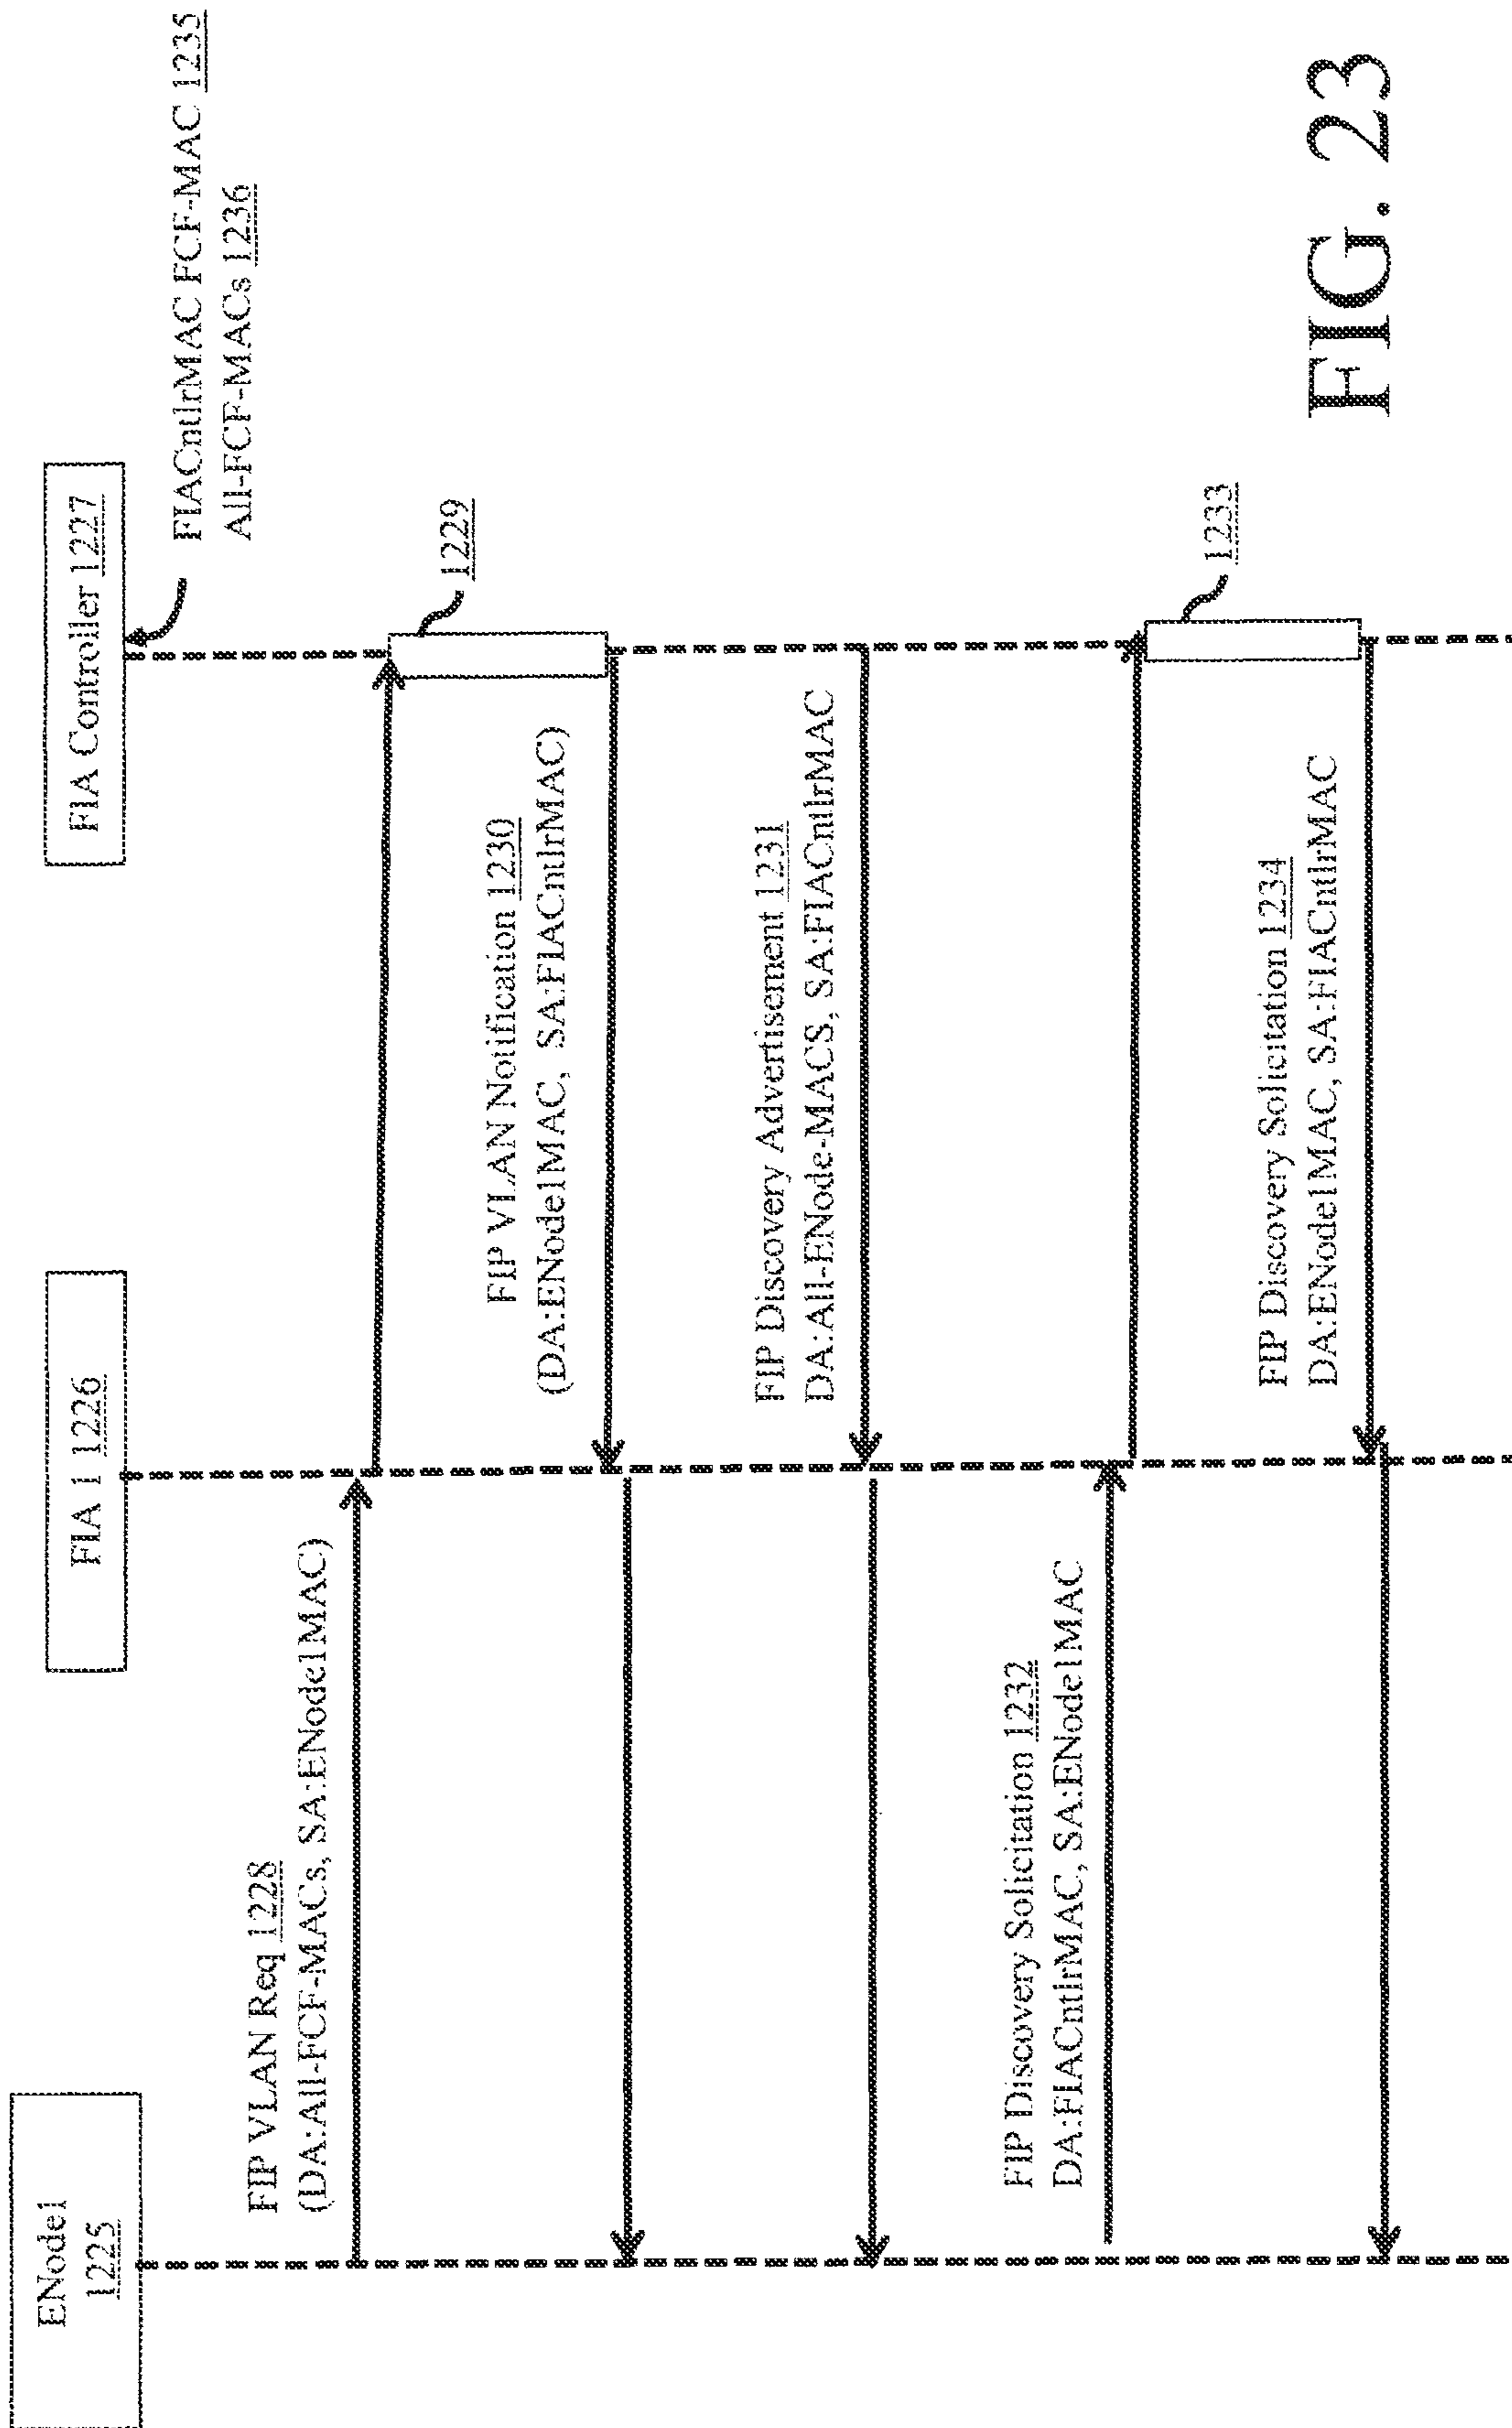 ENode1
1225
FIA 1 1226
FIA Controller 1227
FIACntlrMAC FCF-MAC 1235
All-FCF-MACs 1236
FIP VLAN Req 1228
(DA:All-FCF-MACs, SA:ENode1MAC)
1229
FIP VLAN Notification 1230
(DA:ENode1MAC, SA:FIACntlrMAC)
FIP Discovery Advertisement 1231
DA:All-ENode-MACS, SA:FIACntlrMAC
FIP Discovery Solicitation 1232
DA:FIACntlrMAC, SA:ENode1MAC
1233
FIP Discovery Solicitation 1234
DA:ENode1MAC, SA:FIACntlrMAC
FIG. 23